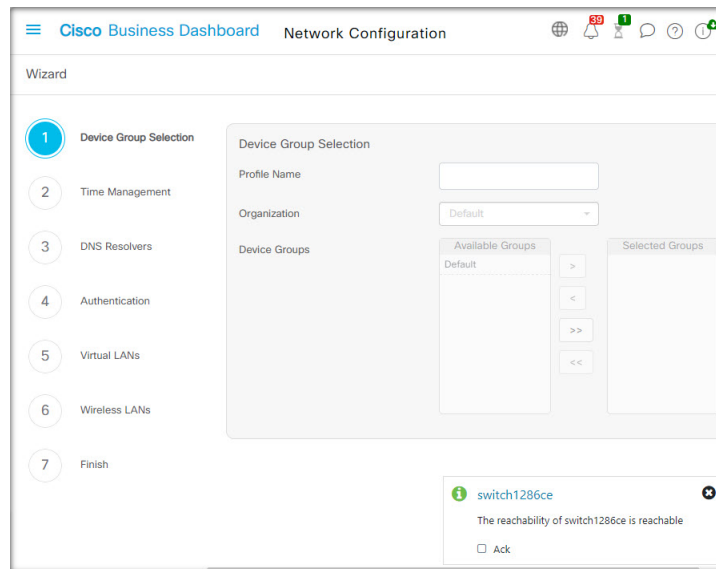 Cisco Business Dashboard Network Configuration 39 1
Wizard
1 Device Group Selection
2 Time Management
3 DNS Resolvers
4 Authentication
5 Virtual LANs
6 Wireless LANs
7 Finish
Device Group Selection
Profile Name
Organization Default
Device Groups Available Groups Selected Groups
Default
>
<
>>
<<
switch1286ce
The reachability of switch1286ce is reachable
Ack